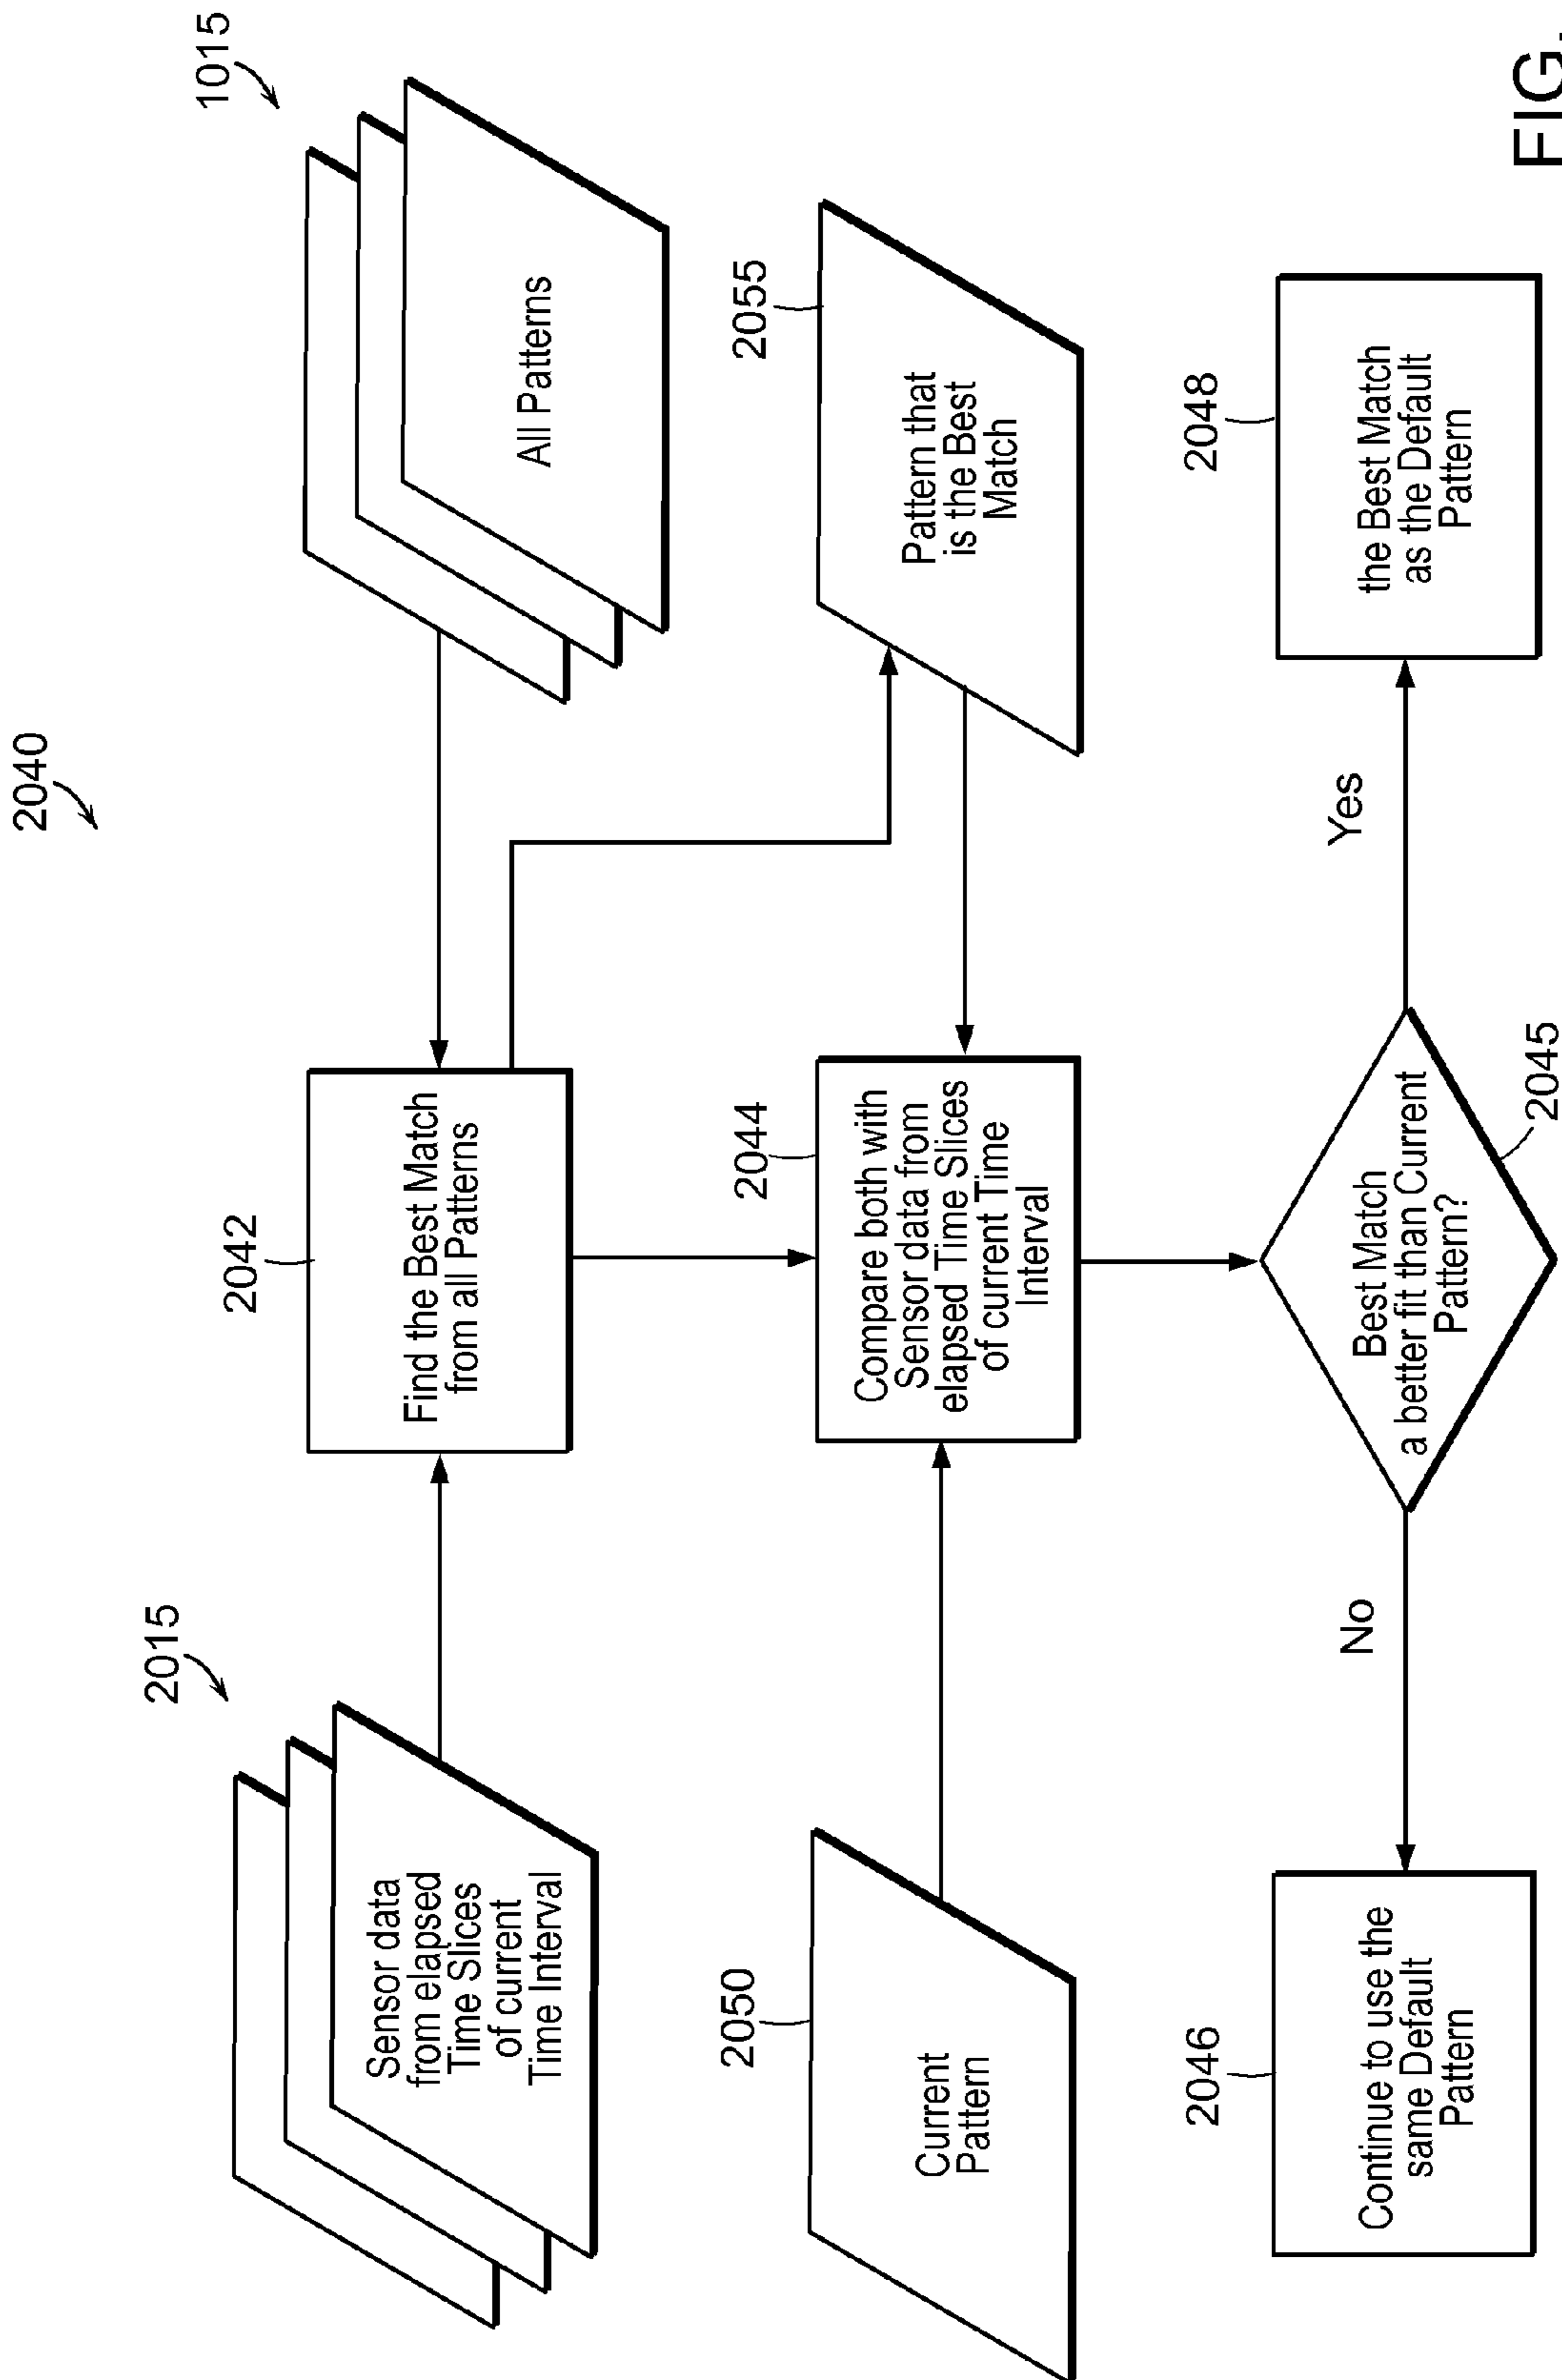 2040
2015
Sensor data
from elapsed
Time Slices
of current
Time Interval
2042
Find the Best Match
from all Patterns
1015
All Patterns
2050
Current
Pattern
2044
Compare both with
Sensor data from
elapsed Time Slices
of current Time
Interval
2055
Pattern that
is the Best
Match
2046
Continue to use the
same Default
Pattern
No
Best Match
a better fit than Current
Pattern?
2045
Yes
2048
the Best Match
as the Default
Pattern
FIG.